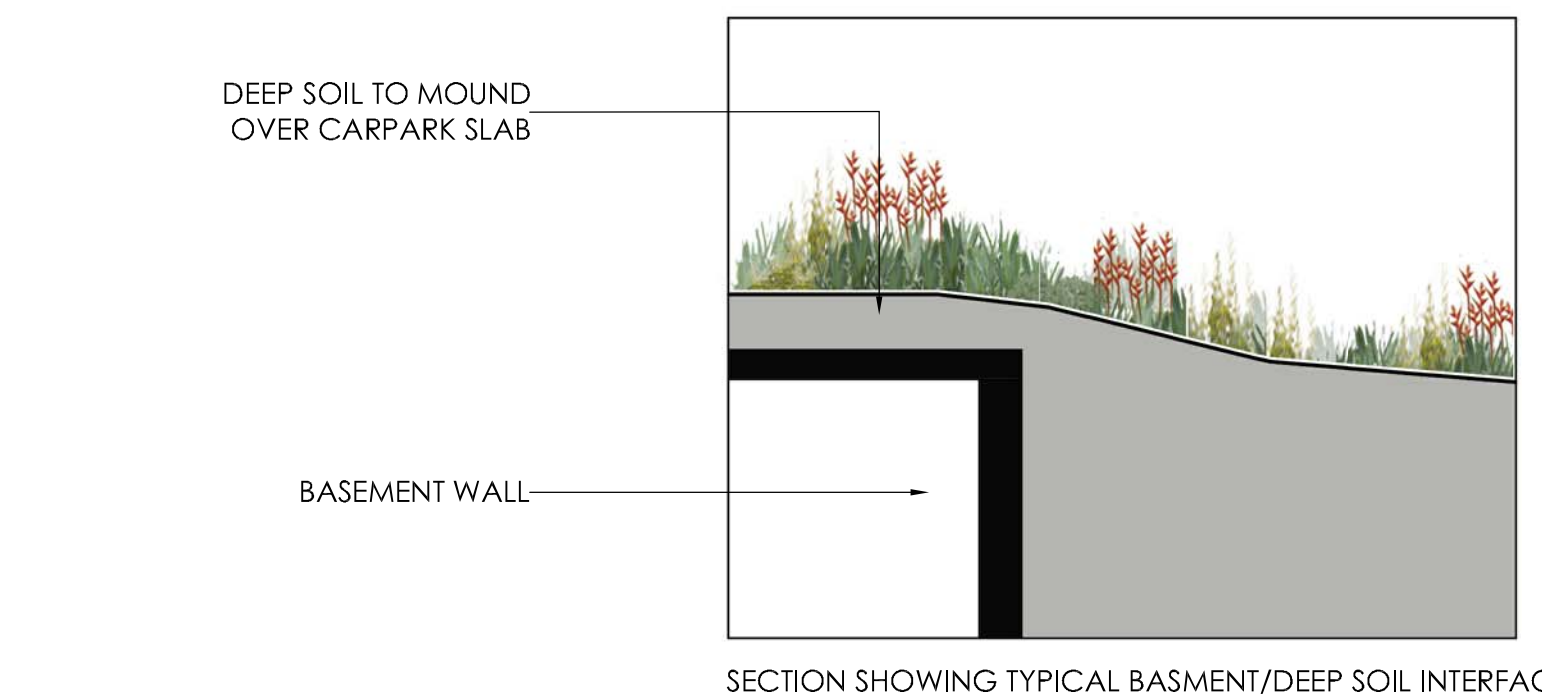 DEEP SOIL TO MOUND
OVER CARPARK SLAB
BASEMENT WALL
SECTION SHOWING TYPICAL BASMENT/DEEP SOIL INTERFAC